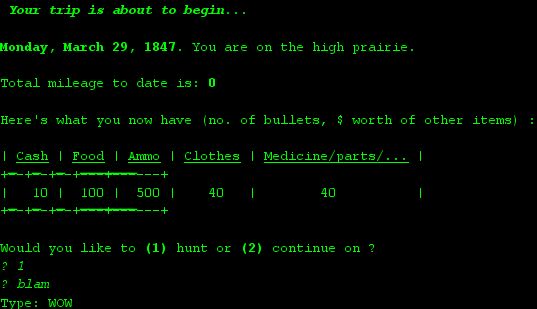 Your trip is about to begin...
Monday, March 29, 1847. You are on the high prairie.
Total mileage to date is: 0
Here's what you now have (no. of bullets, $ worth of other items) :
| Cash | Food | Ammo | Clothes | Medicine/parts/... |
| 10 | 100 | 500 | 40 | 40 |
Would you like to (1) hunt or (2) continue on ?
? 1
? blam
Type: WOW